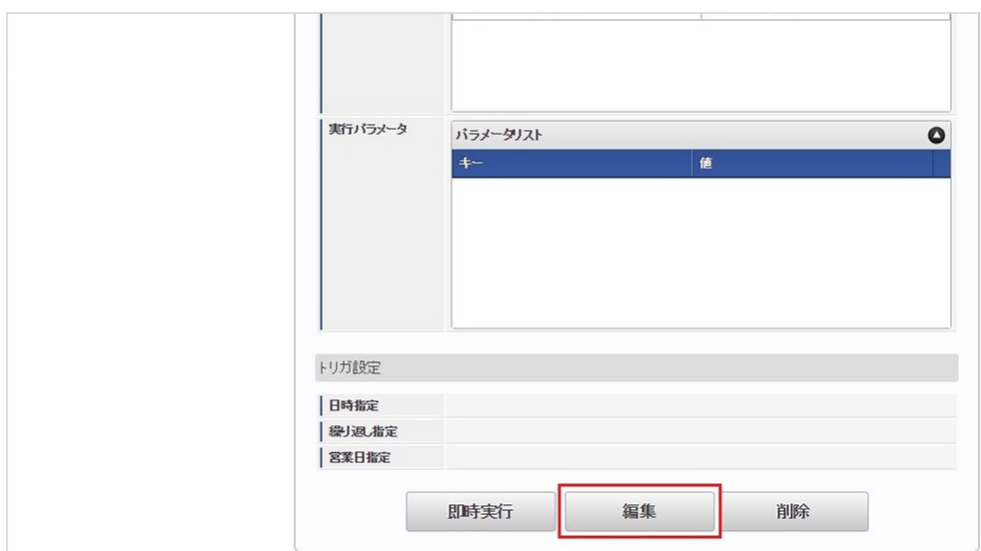 実行パラメータ
パラメータリスト
キー 値
トリガ設定
日時指定
繰り返し指定
営業日指定
即時実行 編集 削除